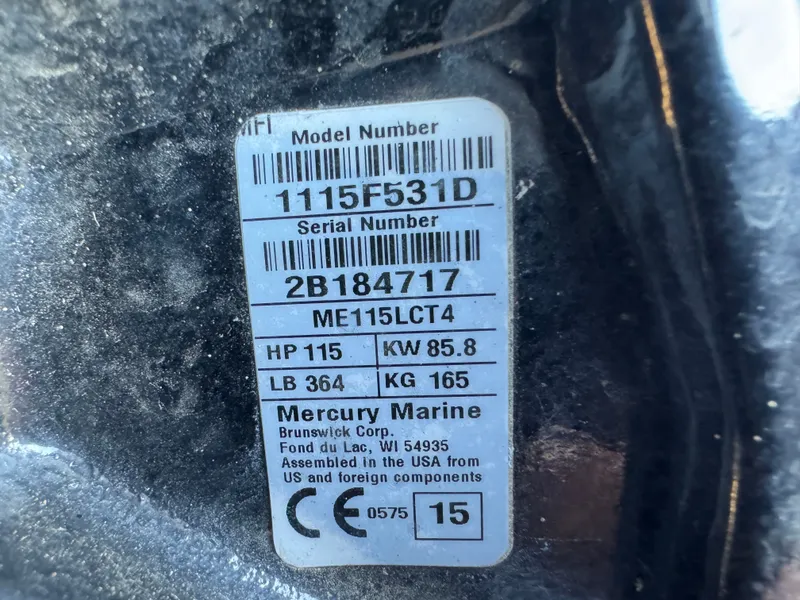 MFI
Model Number
1115F531D
Serial Number
2B184717
ME115LCT4
HP 115 KW 85.8
LB 364 KG 165
Mercury Marine
Brunswick Corp.
Fond du Lac, WI 54935
Assembled in the USA from
US and foreign components
CE 0575 15